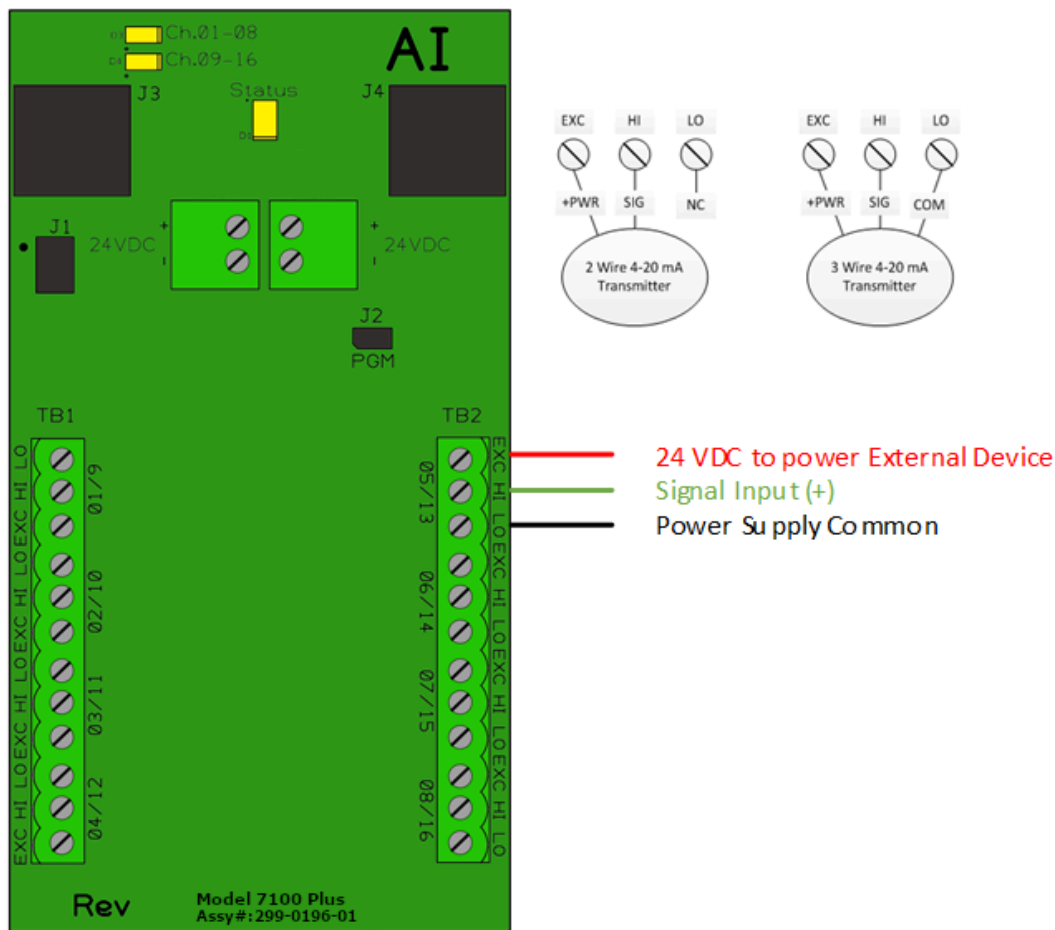 D3 Ch.01-08
D4 Ch.09-16
AI
J3
Status
J4
D1
J1
+ +
24VDC 24VDC
- -
J2
PGM
TB1 TB2
LO
HI
EXC
LO
HI
EXC
LO
HI
EXC
LO
HI
EXC
01/9
02/10
03/11
04/12
05/13
06/14
07/15
08/16
EXC
HI
LO
EXC
HI
LO
EXC
HI
LO
EXC
HI
LO
Rev
Model 7100 Plus
Assy#:299-0196-01
EXC HI LO
+PWR SIG NC
2 Wire 4-20 mA
Transmitter
EXC HI LO
+PWR SIG COM
3 Wire 4-20 mA
Transmitter
24 VDC to power External Device
Signal Input (+)
Power Supply Common